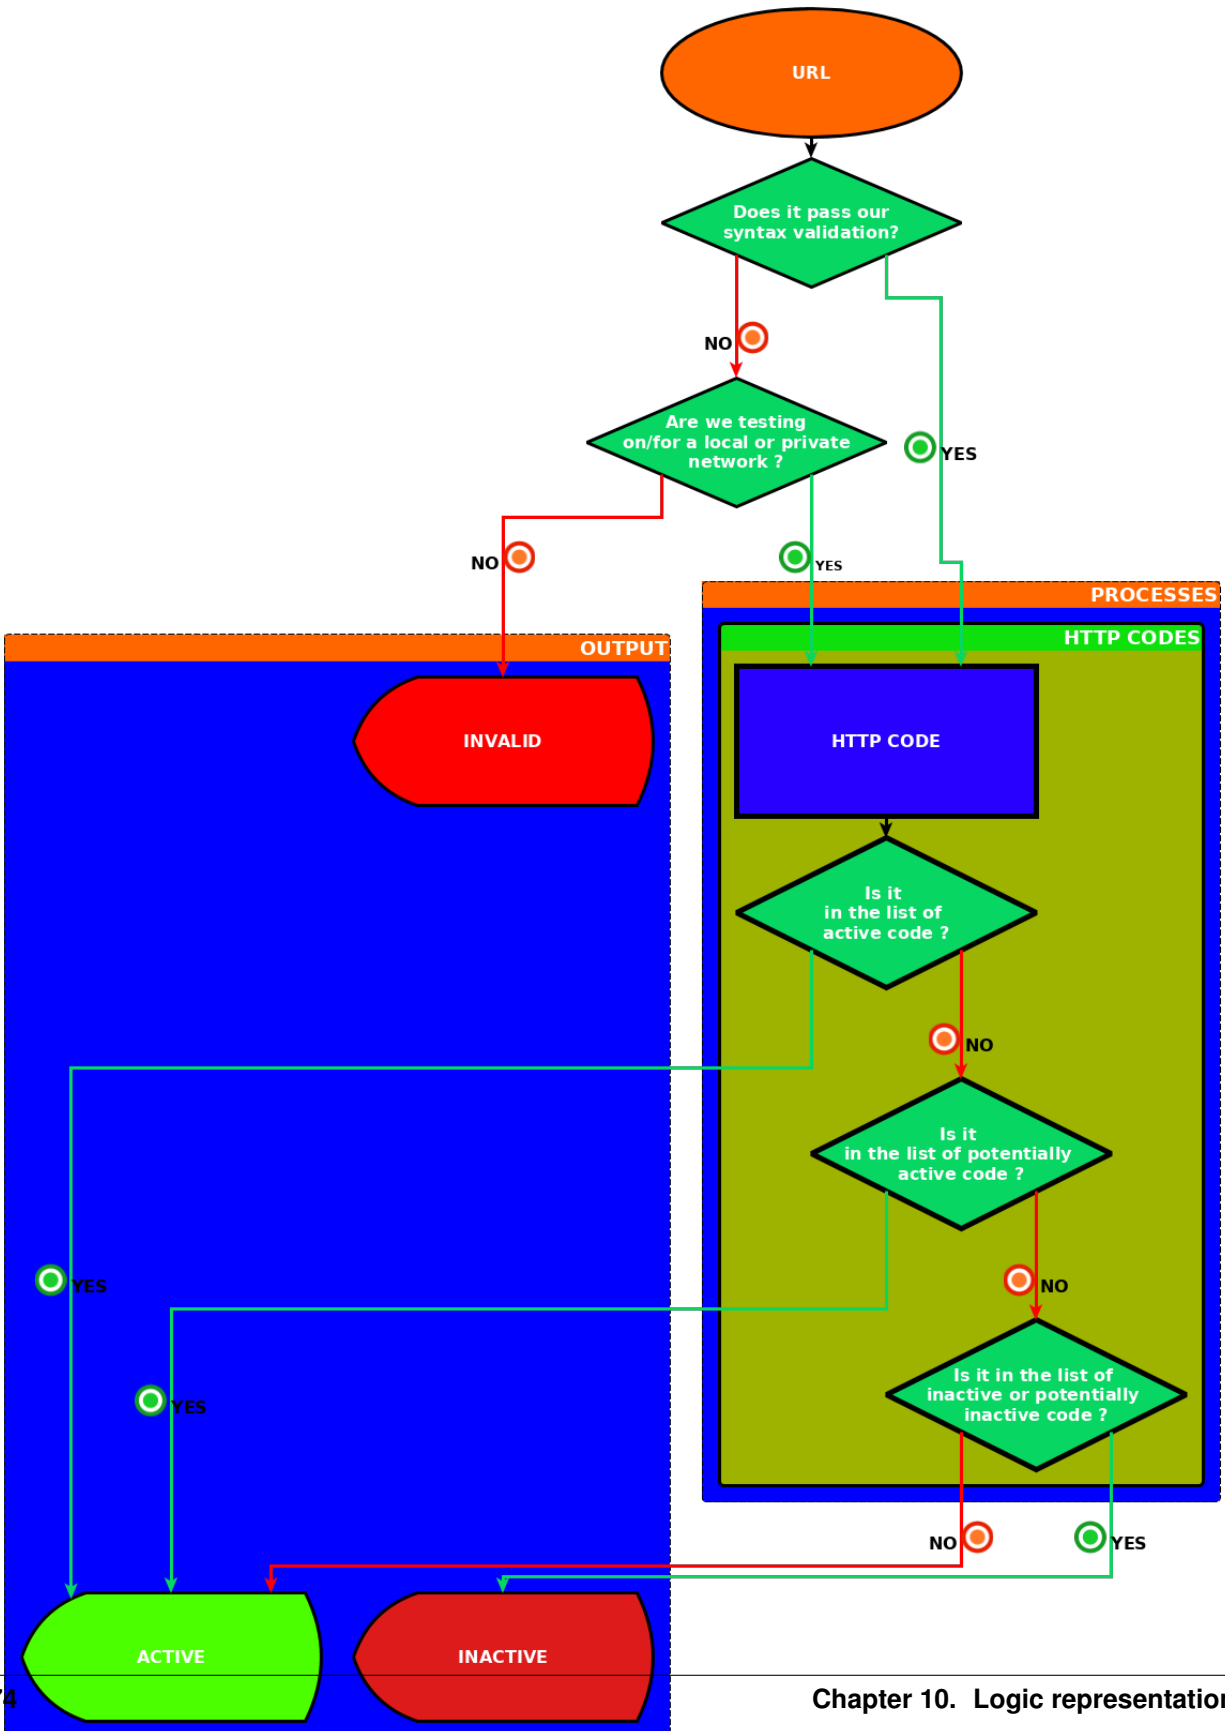 URL
Does it pass our
syntax validation?
NO
Are we testing
on/for a local or private
network ?
YES
NO
YES
PROCESSES
HTTP CODES
OUTPUT
INVALID
HTTP CODE
Is it
in the list of
active code ?
NO
Is it
in the list of potentially
active code ?
YES
NO
YES
Is it in the list of
inactive or potentially
inactive code ?
NO
YES
ACTIVE
INACTIVE
4
Chapter 10. Logic representation